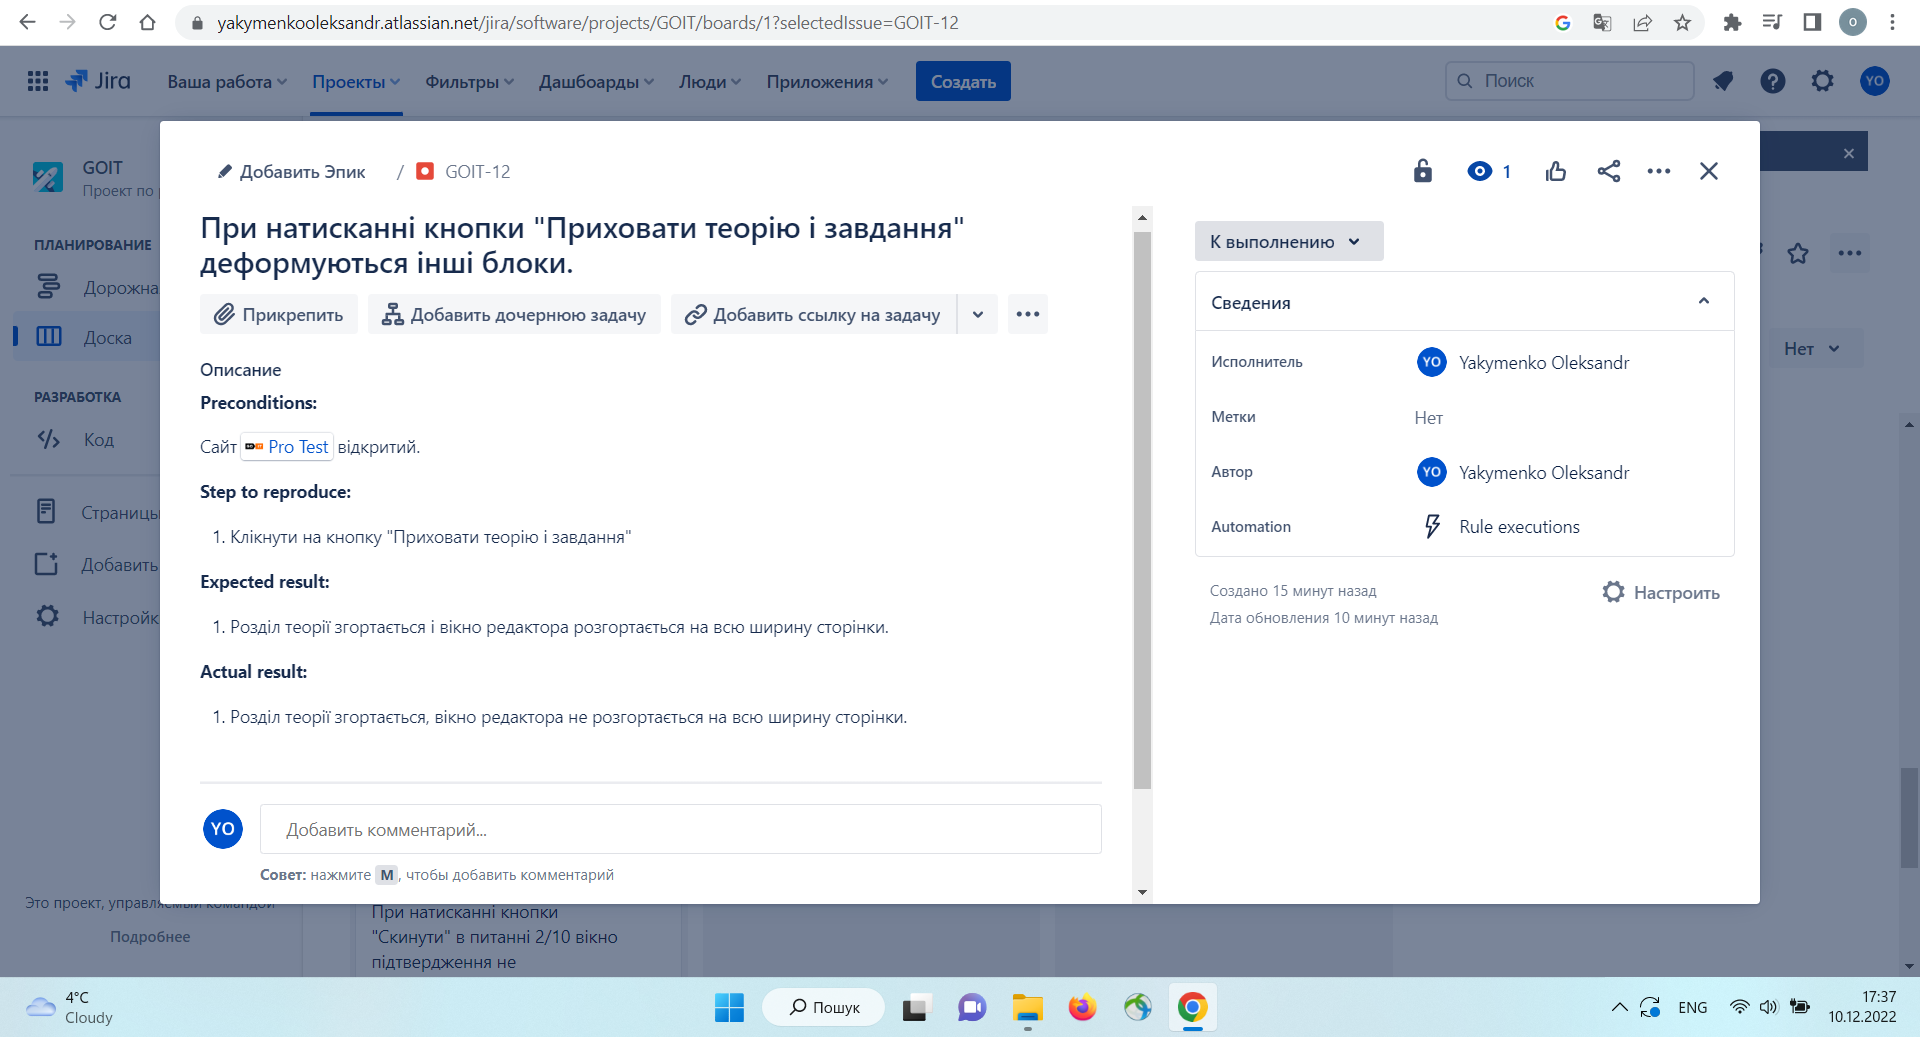 yakymenkooleksandr.atlassian.net/jira/software/projects/GOIT/boards/1?selectedIssue=GOIT-12
O
Jira
Ваша работа
Проекты
Фильтры
Дашбоарды
Люди
Приложения
Создать
Поиск
YO
GOIT
Проект по
ПЛАНИРОВАНИЕ
Дорожна
Доска
РАЗРАБОТКА
Код
Страницы
Добавить
Настройк
Это проект, управляемый командой
Подробнее
Добавить Эпик
/
GOIT-12
1
При натисканні кнопки "Приховати теорію і завдання"
деформуються інші блоки.
Прикрепить
Добавить дочернюю задачу
Добавить ссылку на задачу
Описание
Preconditions:
Сайт Pro Test відкритий.
Step to reproduce:
1. Клікнути на кнопку "Приховати теорію і завдання"
Expected result:
1. Розділ теорії згортається і вікно редактора розгортається на всю ширину сторінки.
Actual result:
1. Розділ теорії згортається, вікно редактора не розгортається на всю ширину сторінки.
YO
Добавить комментарий...
Совет: нажмите M, чтобы добавить комментарий
К выполнению
Сведения
Исполнитель
YO Yakymenko Oleksandr
Метки
Нет
Автор
YO Yakymenko Oleksandr
Automation
Rule executions
Создано 15 минут назад
Дата обновления 10 минут назад
Настроить
Нет
При натисканні кнопки
"Скинути" в питанні 2/10 вікно
підтвердження не
4°C
Cloudy
Пошук
ENG
17:37
10.12.2022